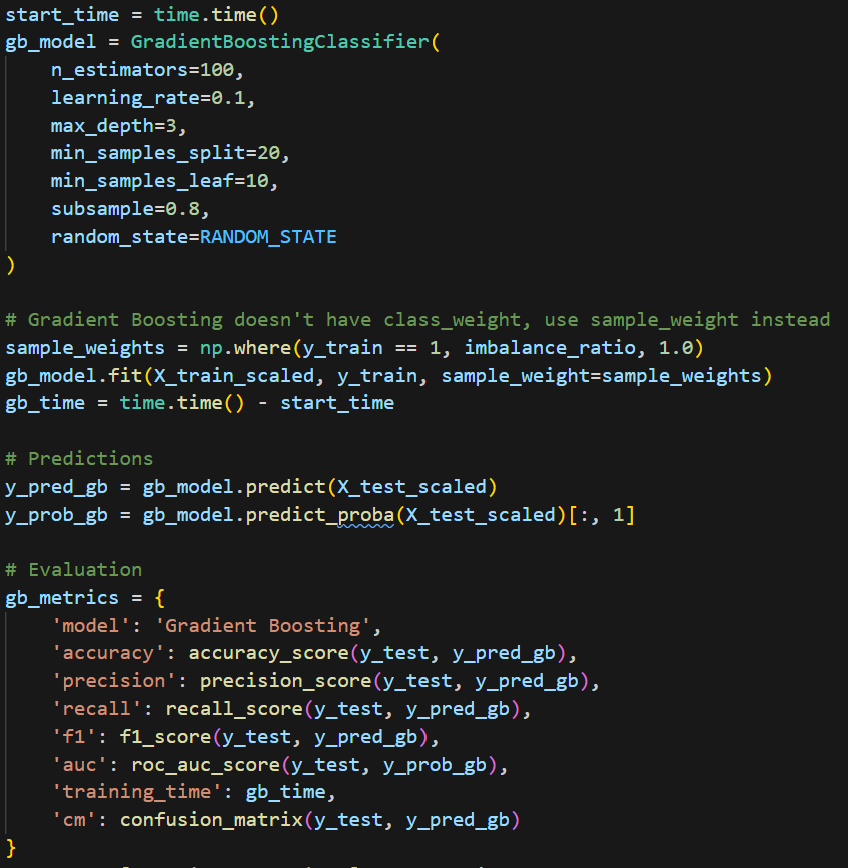 start_time = time.time()
gb_model = GradientBoostingClassifier(
    n_estimators=100,
    learning_rate=0.1,
    max_depth=3,
    min_samples_split=20,
    min_samples_leaf=10,
    subsample=0.8,
    random_state=RANDOM_STATE
)

# Gradient Boosting doesn't have class_weight, use sample_weight instead
sample_weights = np.where(y_train == 1, imbalance_ratio, 1.0)
gb_model.fit(X_train_scaled, y_train, sample_weight=sample_weights)
gb_time = time.time() - start_time

# Predictions
y_pred_gb = gb_model.predict(X_test_scaled)
y_prob_gb = gb_model.predict_proba(X_test_scaled)[:, 1]

# Evaluation
gb_metrics = {
    'model': 'Gradient Boosting',
    'accuracy': accuracy_score(y_test, y_pred_gb),
    'precision': precision_score(y_test, y_pred_gb),
    'recall': recall_score(y_test, y_pred_gb),
    'f1': f1_score(y_test, y_pred_gb),
    'auc': roc_auc_score(y_test, y_prob_gb),
    'training_time': gb_time,
    'cm': confusion_matrix(y_test, y_pred_gb)
}